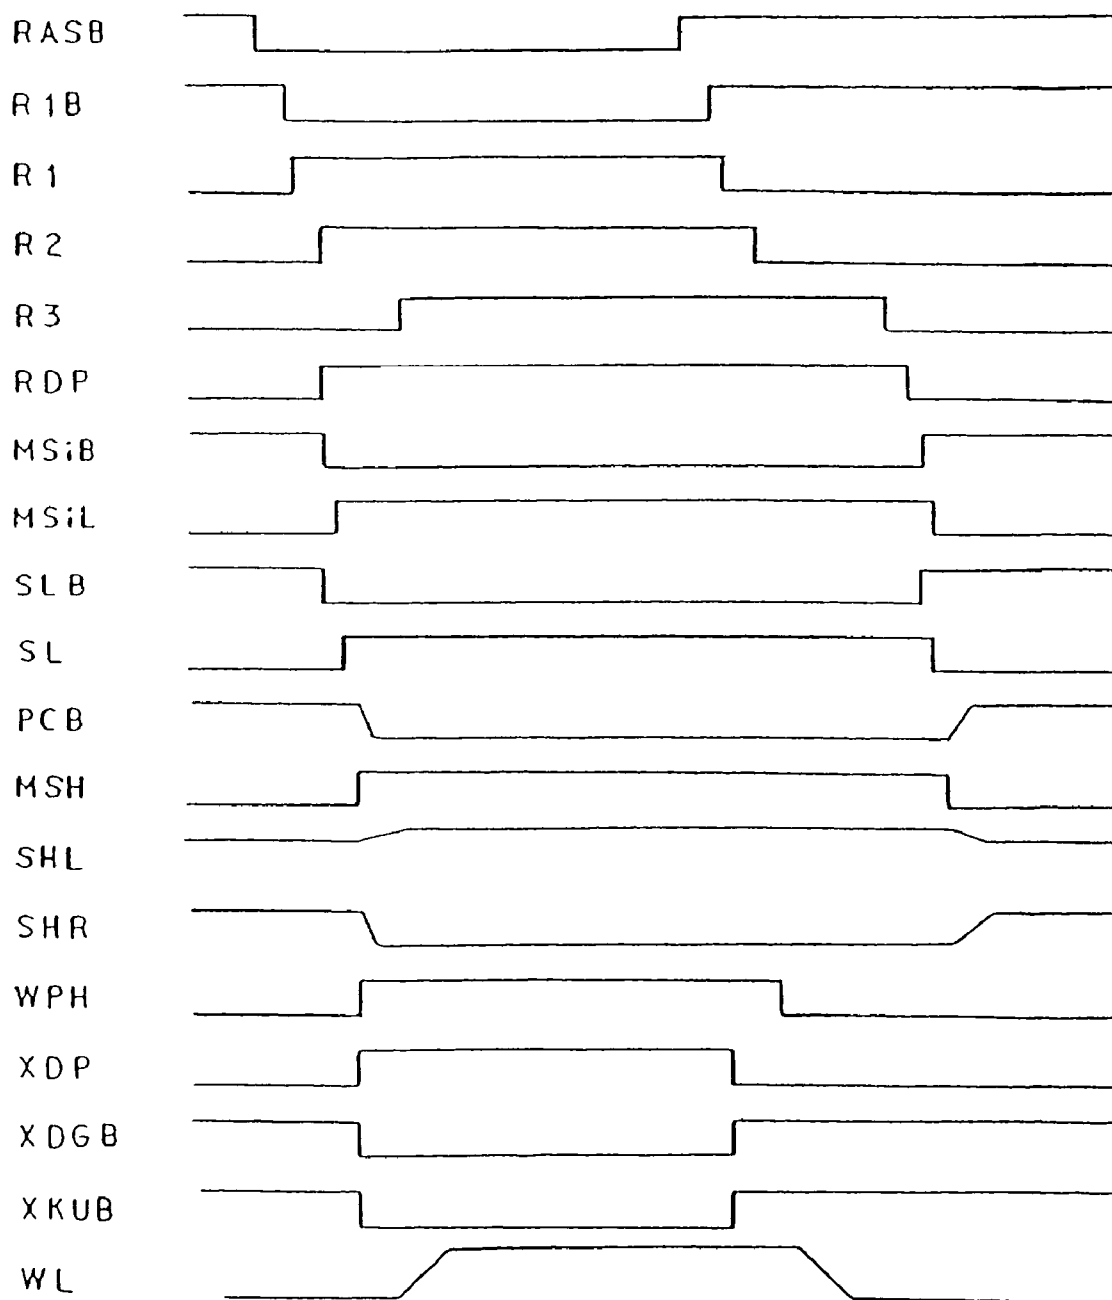 RASB
R1B
R1
R2
R3
RDP
MSiB
MSiL
SLB
SL
PCB
MSH
SHL
SHR
WPH
XDP
XDGB
XKUB
WL